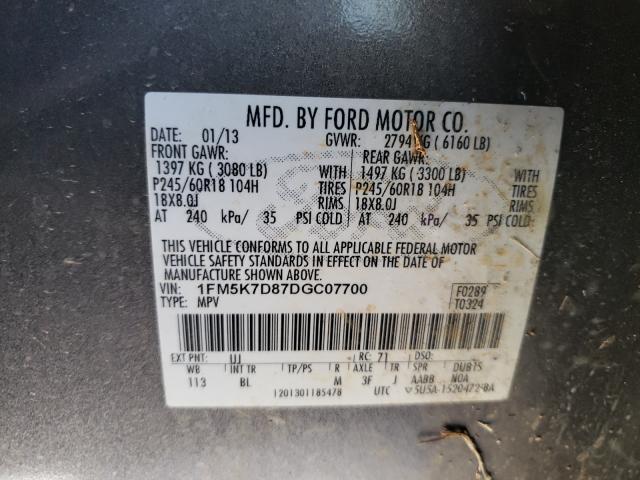 MFD. BY FORD MOTOR CO.
DATE: 01/13 GVWR: 2794 KG ( 6160 LB)
FRONT GAWR: REAR GAWR:
1397 KG ( 3080 LB) WITH 1497 KG ( 3300 LB) WITH
P245/60R18 104H TIRES P245/60R18 104H TIRES
18X8.0J RIMS 18X8.0J RIMS
AT 240 kPa/ 35 PSI COLD AT 240 kPa/ 35 PSI COLD
THIS VEHICLE CONFORMS TO ALL APPLICABLE FEDERAL MOTOR
VEHICLE SAFETY STANDARDS IN EFFECT ON THE DATE OF
MANUFACTURE SHOWN ABOVE.
VIN: 1FM5K7D87DGC07700 F0289
TYPE: MPV T0324
EXT PNT: UJ RC: 71 DSO:
WB INT TR TP/PS R AXLE TR SPR DUBTS
113 BL M 3F J AABB NOA
1201301185478 UTC